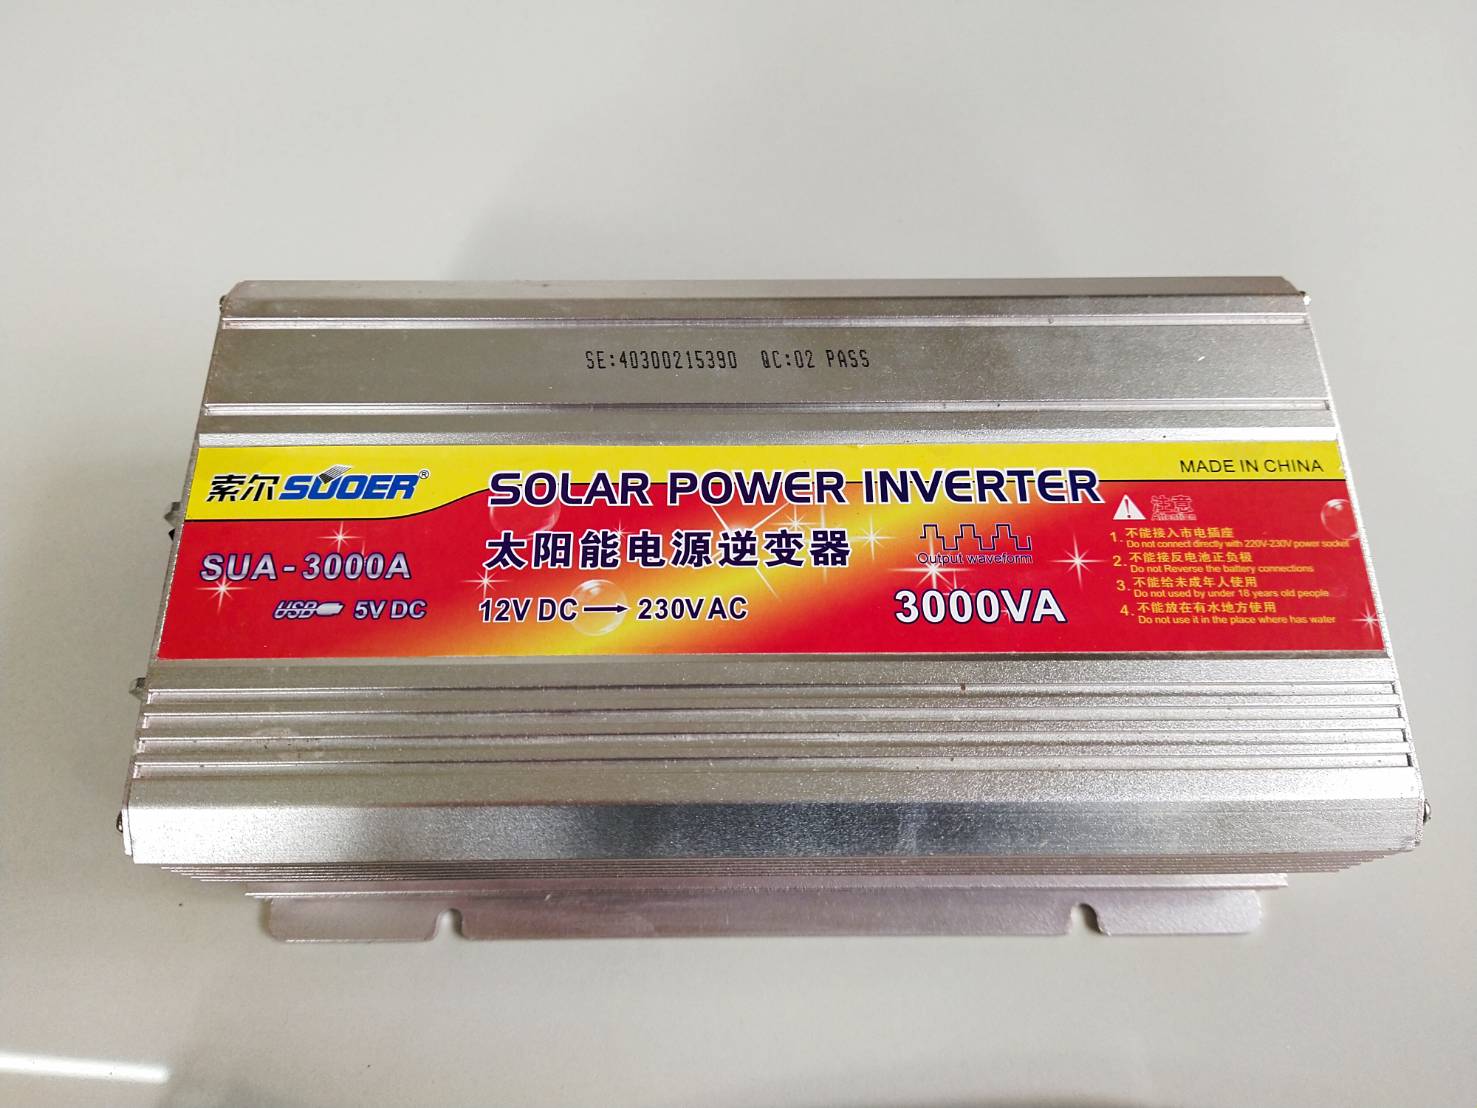 SE:40300215390 QC:02 PASS
索尔SUOER®
SOLAR POWER INVERTER
MADE IN CHINA
SUA-3000A
太阳能电源逆变器
Output waveform
USB 5V DC
12V DC→230V AC
3000VA
注意
Attention
1. 不能接入市电插座
Do not connect directly with 220V-230V power socket
2. 不能接反电池正负极
Do not Reverse the battery connections
3. 不能给未成年人使用
Do not used by under 18 years old people
4. 不能放在有水地方使用
Do not use it in the place where has water